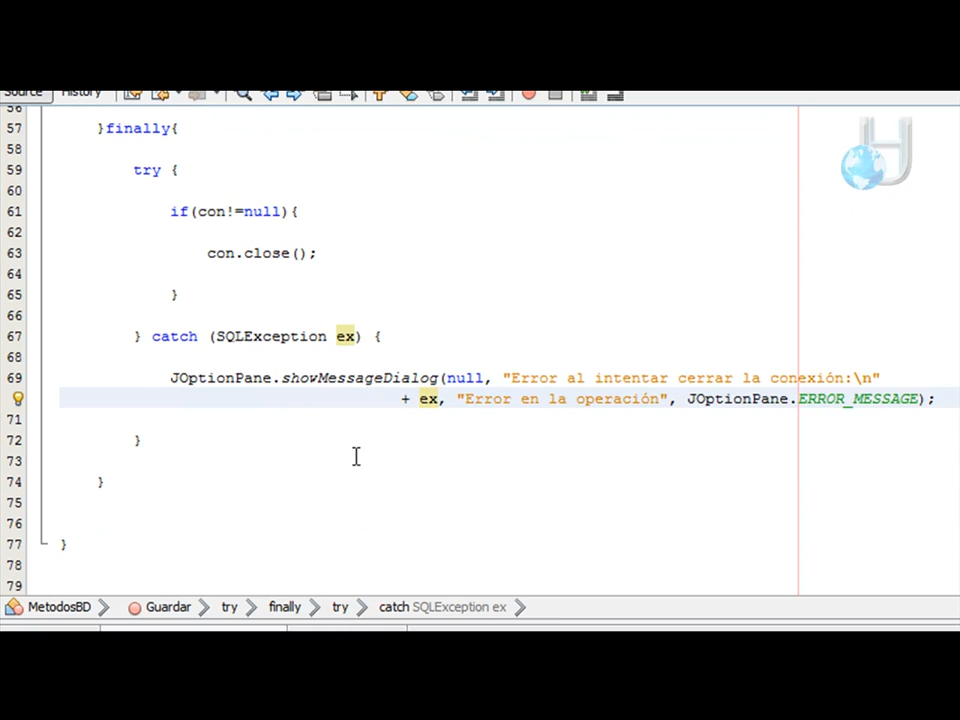 Source History
56
57 }finally{
58
59 try {
60
61 if(con!=null){
62
63 con.close();
64
65 }
66
67 } catch (SQLException ex) {
68
69 JOptionPane.showMessageDialog(null, "Error al intentar cerrar la conexión:\n"
+ ex, "Error en la operación", JOptionPane.ERROR_MESSAGE);
71
72 }
73
74 }
75
76
77 }
78
79
MetodosBD Guardar try finally try catch SQLException ex